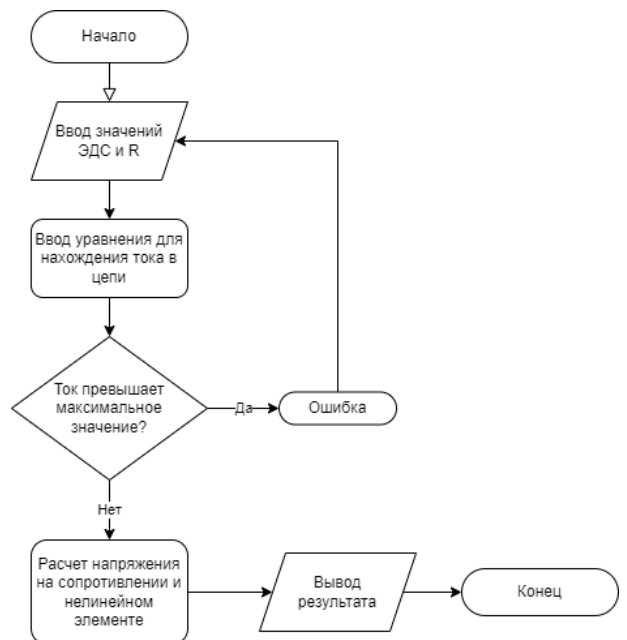 Начало
Ввод значений
ЭДС и R
Ввод уравнения для
нахождения тока в
цепи
Ток превышает
максимальное
значение?
Да
Ошибка
Нет
Расчет напряжения
на сопротивлении и
нелинейном
элементе
Вывод
результата
Конец